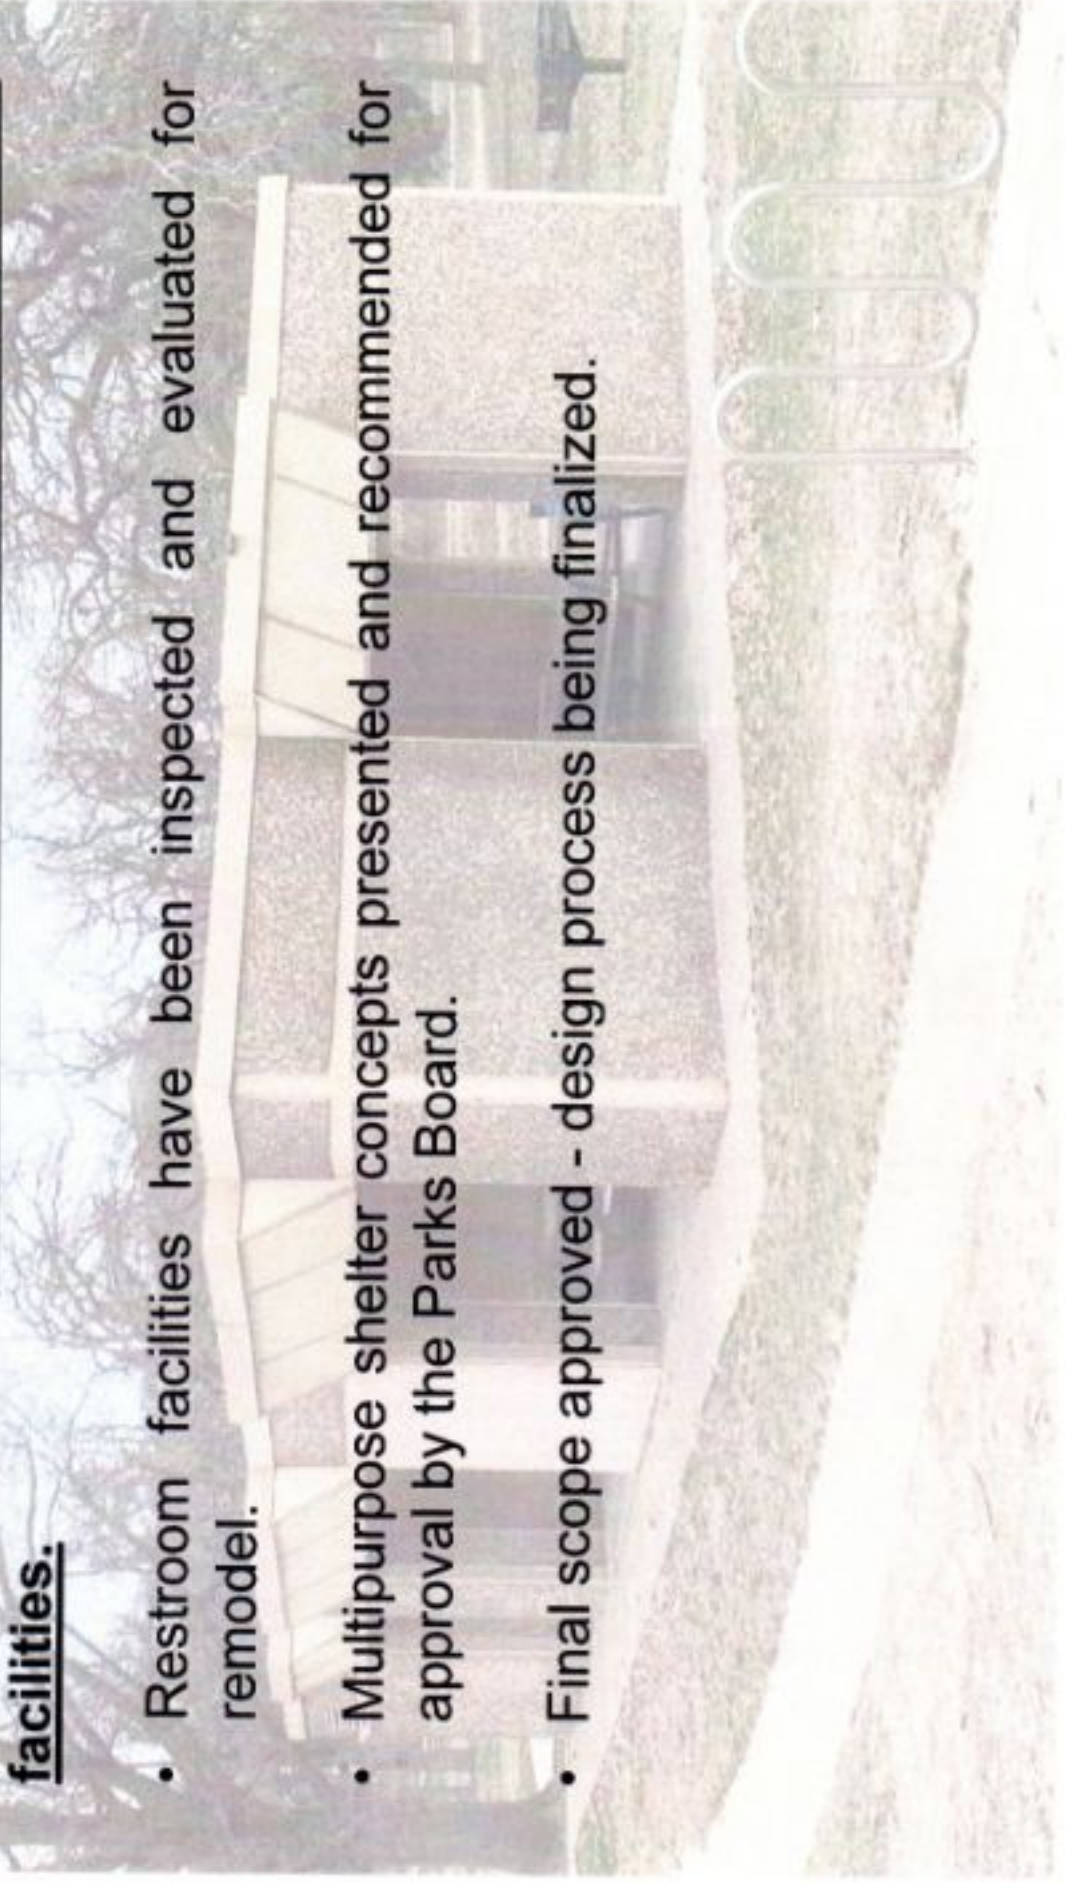 facilities.
• Restroom facilities have been inspected and evaluated for
remodel.
• Multipurpose shelter concepts presented and recommended for
approval by the Parks Board.
• Final scope approved - design process being finalized.